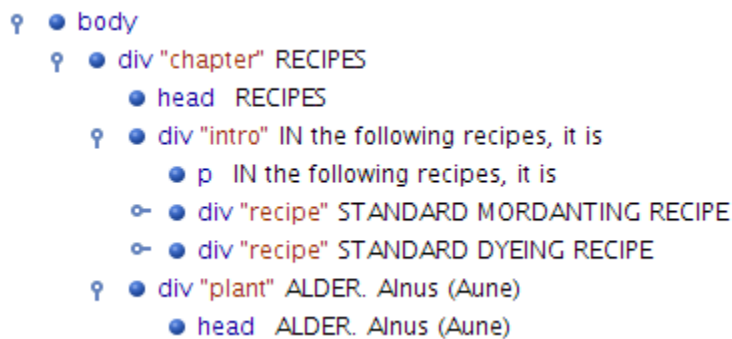 body
div "chapter" RECIPES
head RECIPES
div "intro" IN the following recipes, it is
p IN the following recipes, it is
div "recipe" STANDARD MORDANTING RECIPE
div "recipe" STANDARD DYEING RECIPE
div "plant" ALDER. Alnus (Aune)
head ALDER. Alnus (Aune)